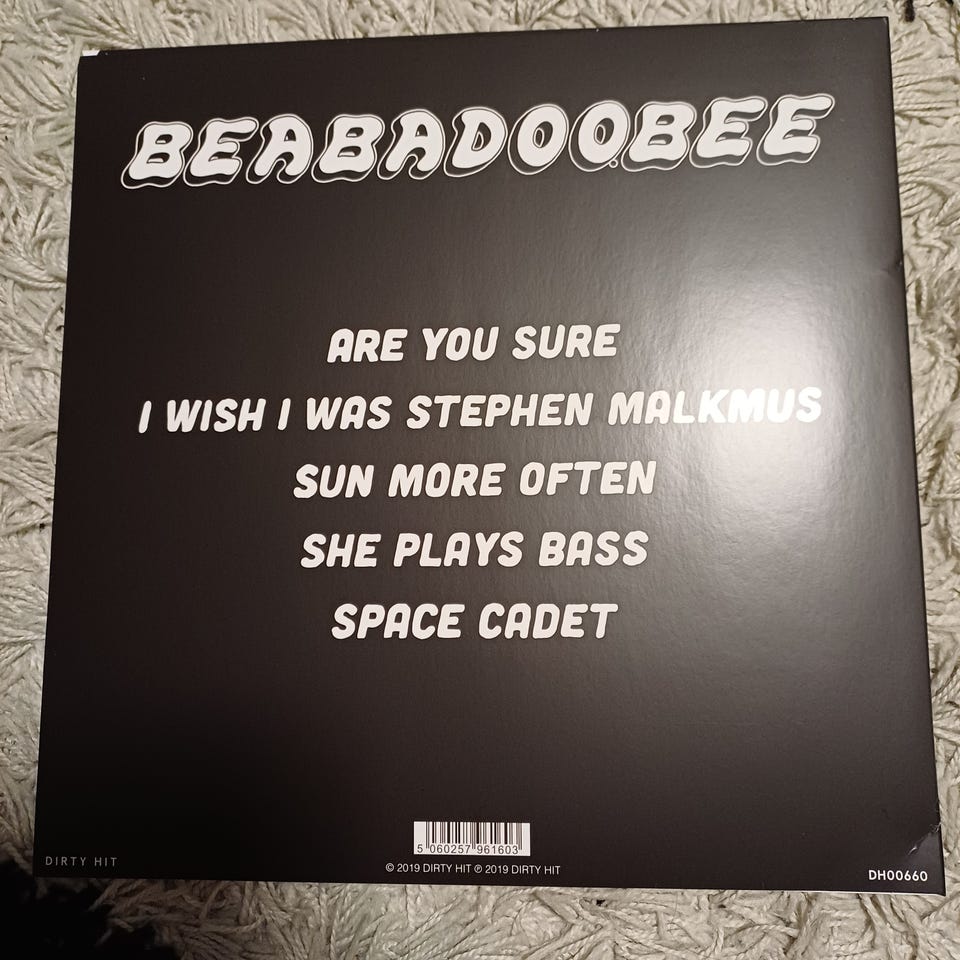 BEABADOOBEE
ARE YOU SURE
I WISH I WAS STEPHEN MALKMUS
SUN MORE OFTEN
SHE PLAYS BASS
SPACE CADET
5 060257 961603
DIRTY HIT
© 2019 DIRTY HIT ℗ 2019 DIRTY HIT
DH00660